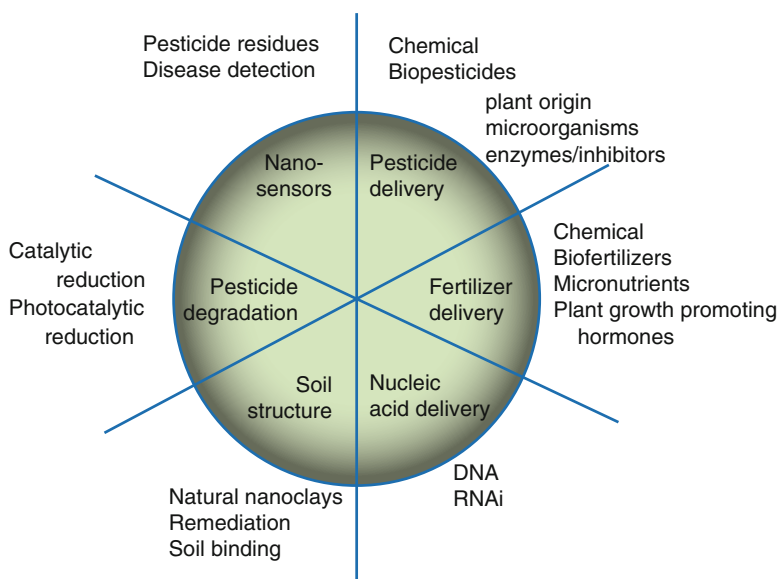 Pesticide residues
Disease detection
Chemical
Biopesticides
plant origin
microorganisms
enzymes/inhibitors
Nano-
sensors
Pesticide
delivery
Catalytic
reduction
Photocatalytic
reduction
Pesticide
degradation
Fertilizer
delivery
Chemical
Biofertilizers
Micronutrients
Plant growth promoting
hormones
Soil
structure
Nucleic
acid delivery
Natural nanoclays
Remediation
Soil binding
DNA
RNAi